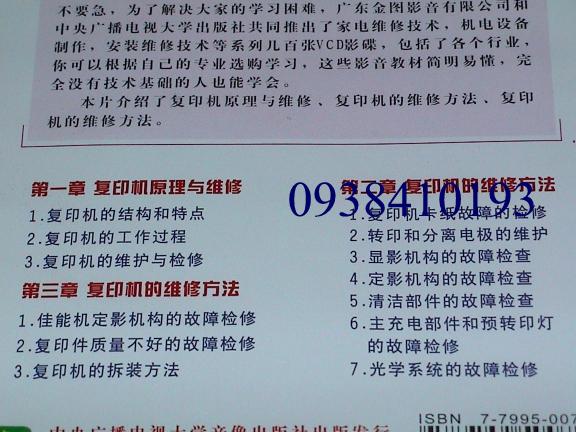 不要急，为了解决大家的学习困难，广东金图影音有限公司和
中央广播电视大学出版社共同推出了家电维修技术，机电设备
制作，安装维修技术等系列几百张VCD影碟，包括了各个行业，
你可以根据自己的专业选购学习，这些影音教材简明易懂，完
全没有技术基础的人也能学会。
本片介绍了复印机原理与维修、复印机的维修方法、复印
机的维修方法。
第一章 复印机原理与维修
1.复印机的结构和特点
2.复印机的工作过程
3.复印机的维护与检修
第三章 复印机的维修方法
1.佳能机定影机构的故障检修
2.复印件质量不好的故障检修
3.复印机的拆装方法
第二章 复印机的维修方法
0938410193
1.复印机卡纸故障的检修
2.转印和分离电极的维护
3.显影机构的故障检查
4.定影机构的故障检查
5.清洁部件的故障检查
6.主充电部件和预转印灯
的故障检修
7.光学系统的故障检修
中央广播电视大学音像出版社出版发行
ISBN 7-7995-007